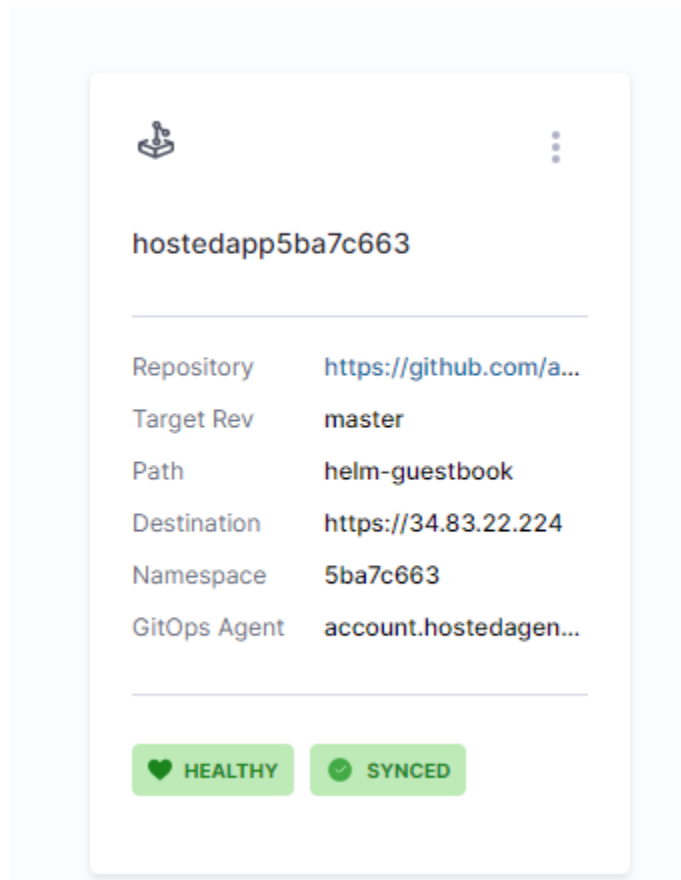 hostedapp5ba7c663
Repository https://github.com/a...
Target Rev master
Path helm-guestbook
Destination https://34.83.22.224
Namespace 5ba7c663
GitOps Agent account.hostedagen...
HEALTHY SYNCED